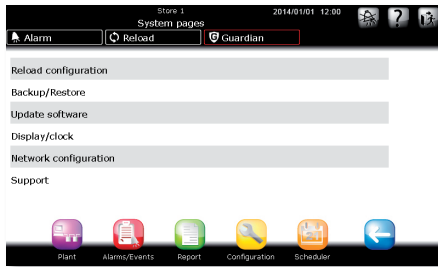 Store 1
2014/01/01 12:00
System pages
Alarm
Reload
Guardian
Reload configuration
Backup/Restore
Update software
Display/clock
Network configuration
Support
Plant
Alarms/Events
Report
Configuration
Scheduler